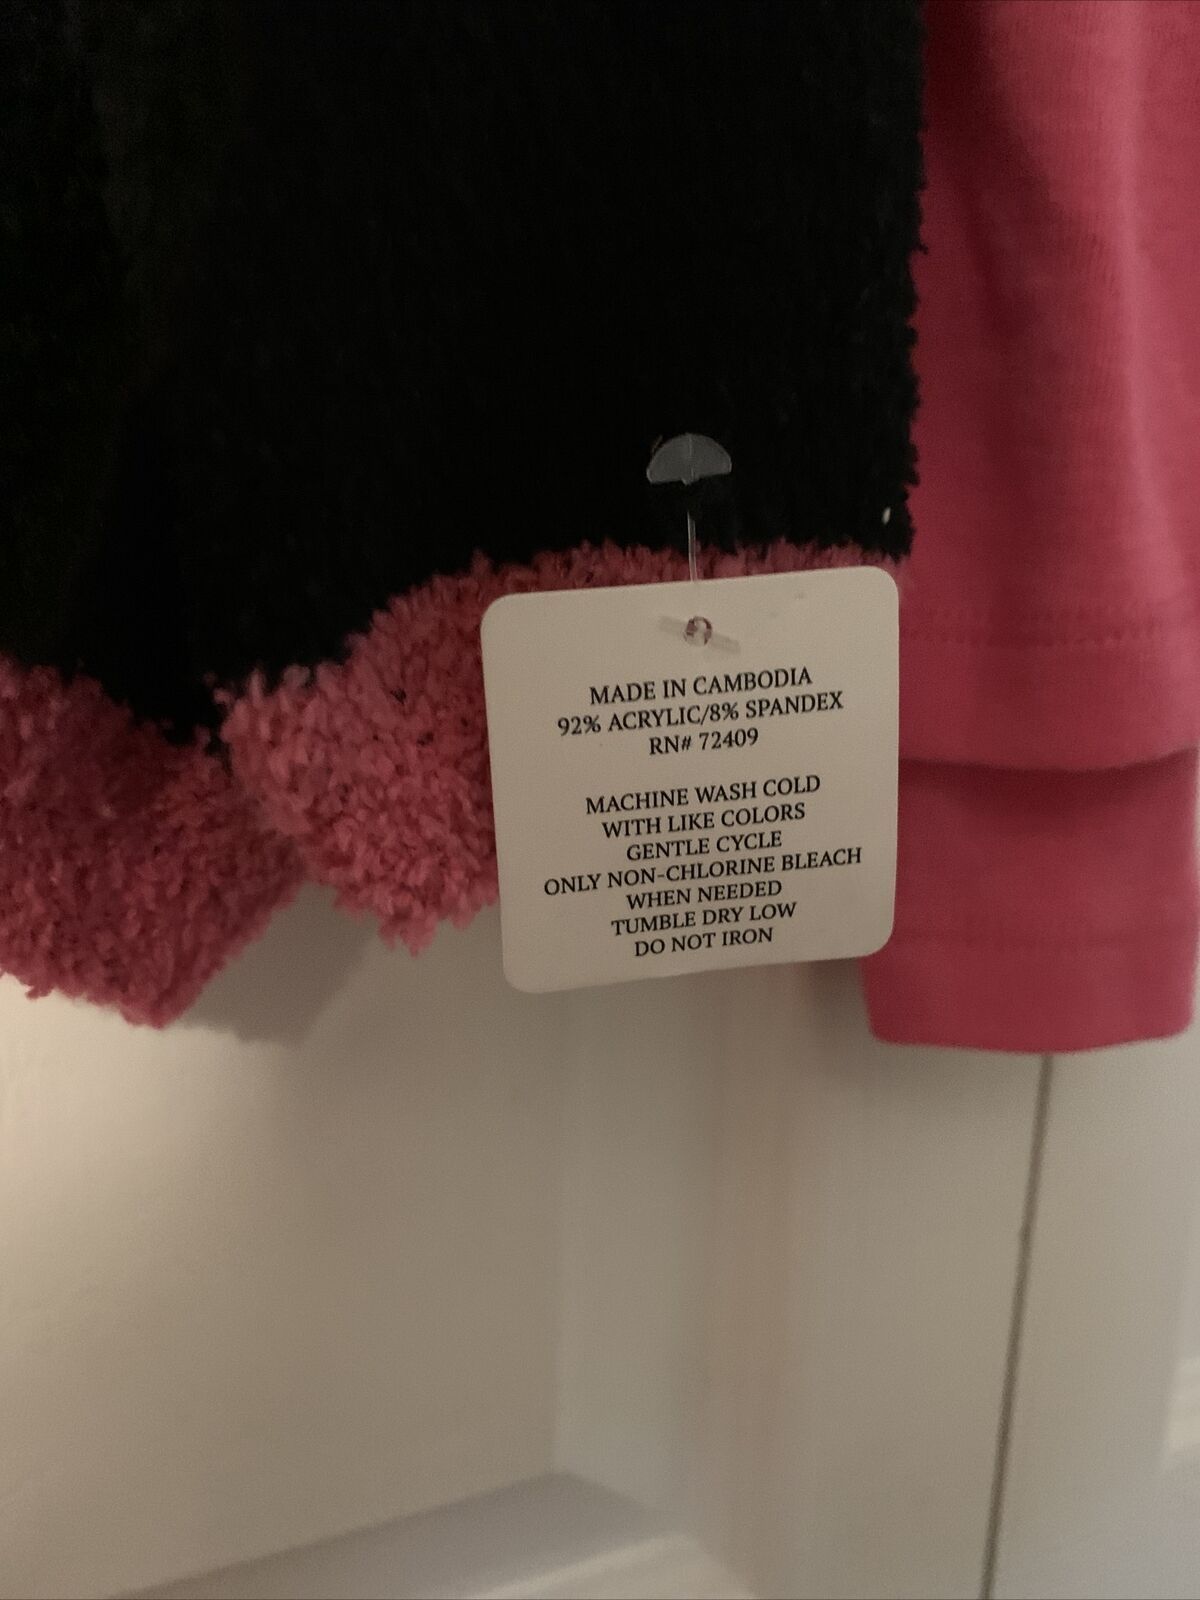 MADE IN CAMBODIA
92% ACRYLIC/8% SPANDEX
RN# 72409
MACHINE WASH COLD
WITH LIKE COLORS
GENTLE CYCLE
ONLY NON-CHLORINE BLEACH
WHEN NEEDED
TUMBLE DRY LOW
DO NOT IRON